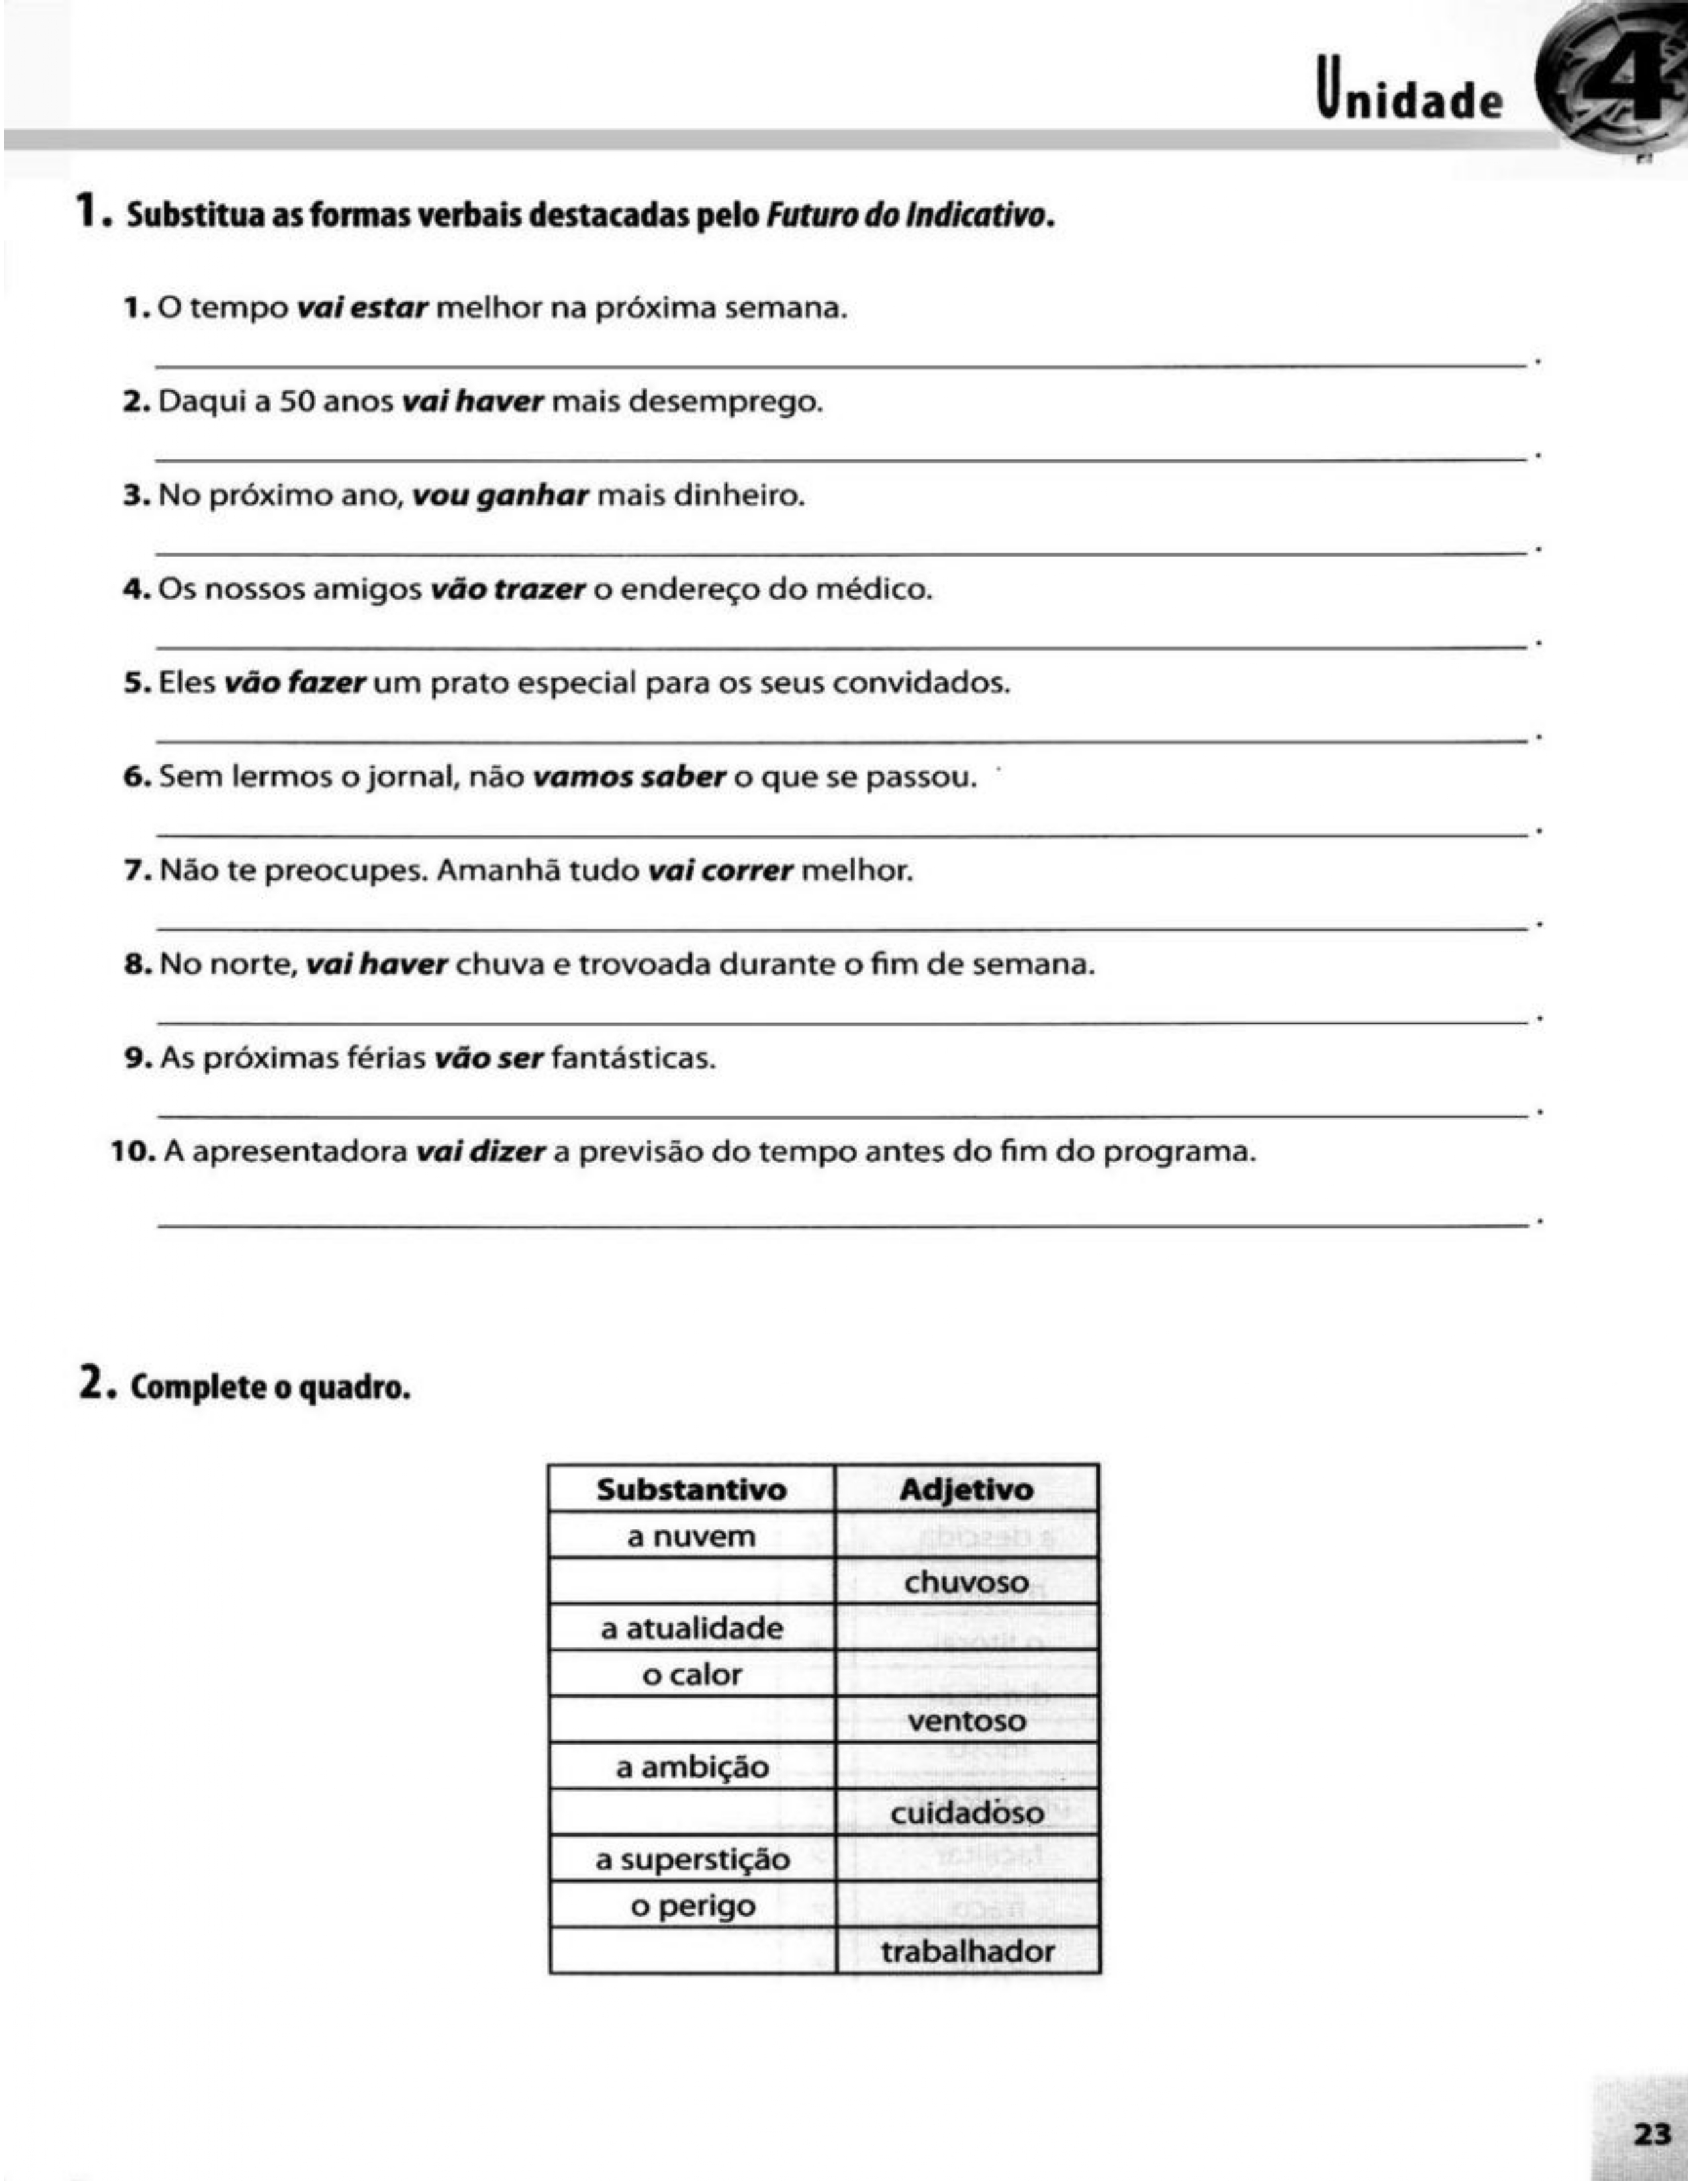 Unidade 4
1. Substitua as formas verbais destacadas pelo Futuro do Indicativo.
1. O tempo vai estar melhor na próxima semana.
.
2. Daqui a 50 anos vai haver mais desemprego.
.
3. No próximo ano, vou ganhar mais dinheiro.
.
4. Os nossos amigos vão trazer o endereço do médico.
.
5. Eles vão fazer um prato especial para os seus convidados.
.
6. Sem lermos o jornal, não vamos saber o que se passou.
.
7. Não te preocupes. Amanhã tudo vai correr melhor.
.
8. No norte, vai haver chuva e trovoada durante o fim de semana.
.
9. As próximas férias vão ser fantásticas.
.
10. A apresentadora vai dizer a previsão do tempo antes do fim do programa.
.
2. Complete o quadro.
Substantivo Adjetivo
a nuvem
chuvoso
a atualidade
o calor
ventoso
a ambição
cuidadoso
a superstição
o perigo
trabalhador
23